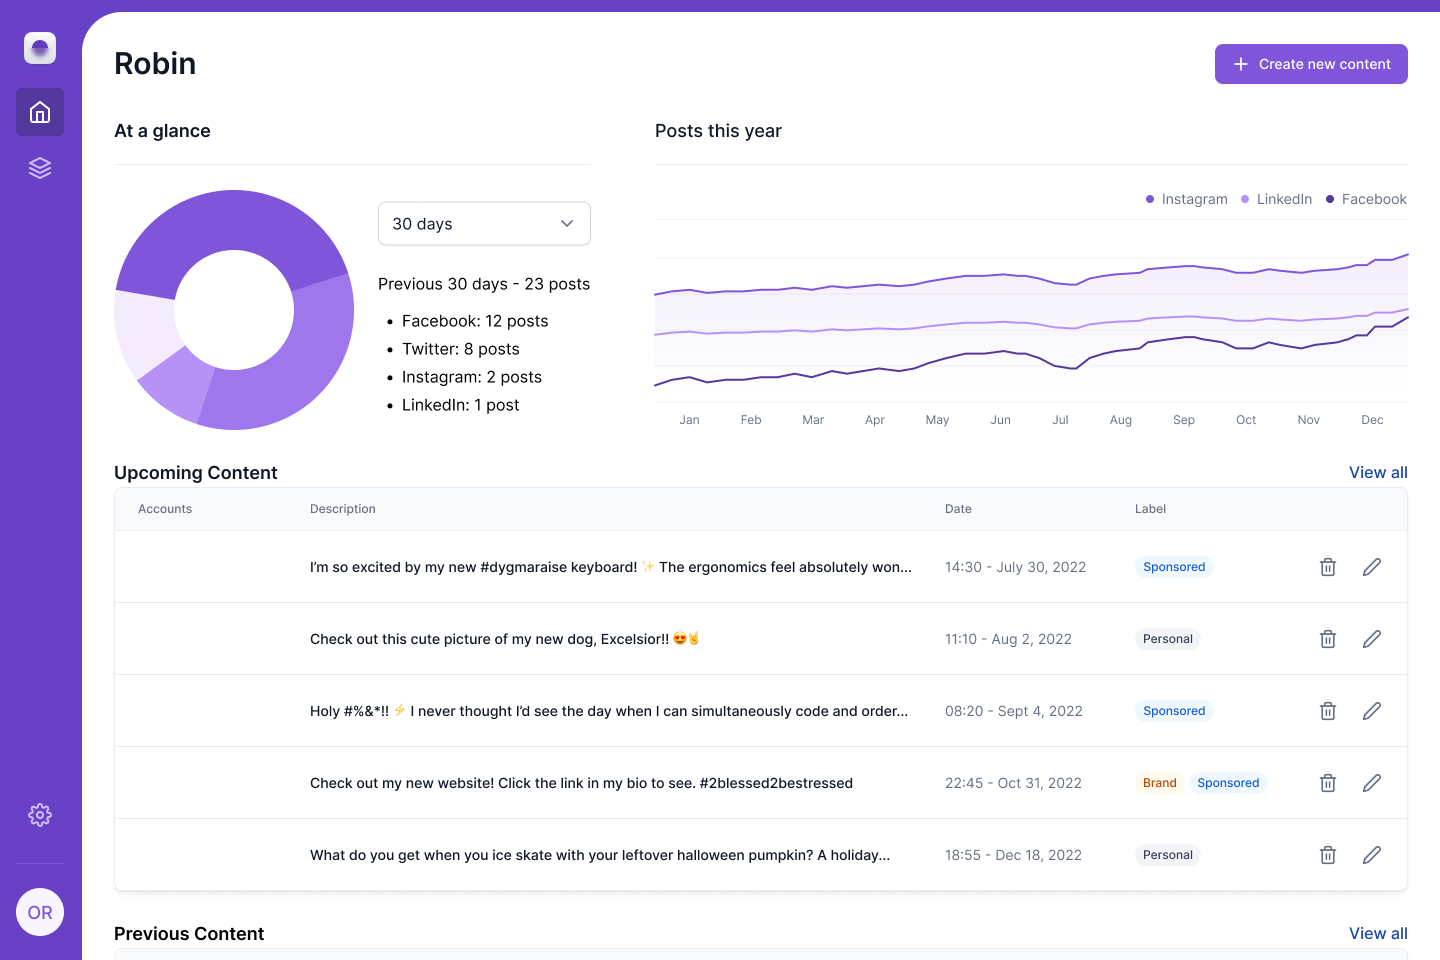 Robin
Create new content
At a glance
Posts this year
30 days
Previous 30 days - 23 posts
• Facebook: 12 posts
• Twitter: 8 posts
• Instagram: 2 posts
• LinkedIn: 1 post
Instagram LinkedIn Facebook
Jan Feb Mar Apr May Jun Jul Aug Sep Oct Nov Dec
Upcoming Content View all
Accounts Description Date Label
I’m so excited by my new #dygmaraise keyboard! ✨ The ergonomics feel absolutely won... 14:30 - July 30, 2022 Sponsored
Check out this cute picture of my new dog, Excelsior!! 😍🤘 11:10 - Aug 2, 2022 Personal
Holy #%&*!! ⚡ I never thought I’d see the day when I can simultaneously code and order... 08:20 - Sept 4, 2022 Sponsored
Check out my new website! Click the link in my bio to see. #2blessed2bestressed 22:45 - Oct 31, 2022 Brand Sponsored
What do you get when you ice skate with your leftover halloween pumpkin? A holiday... 18:55 - Dec 18, 2022 Personal
OR
Previous Content View all